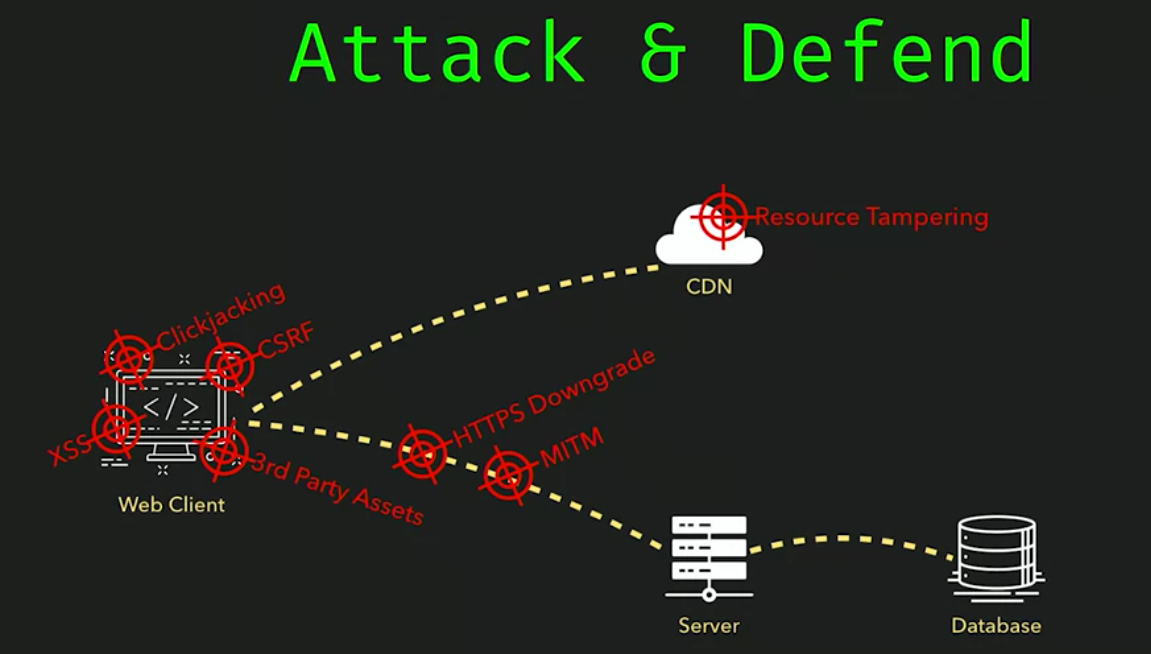 Attack & Defend
Resource Tampering
CDN
Clickjacking
CSRF
HTTPS Downgrade
MITM
XSS
</>
3rd Party Assets
Web Client
Server
Database